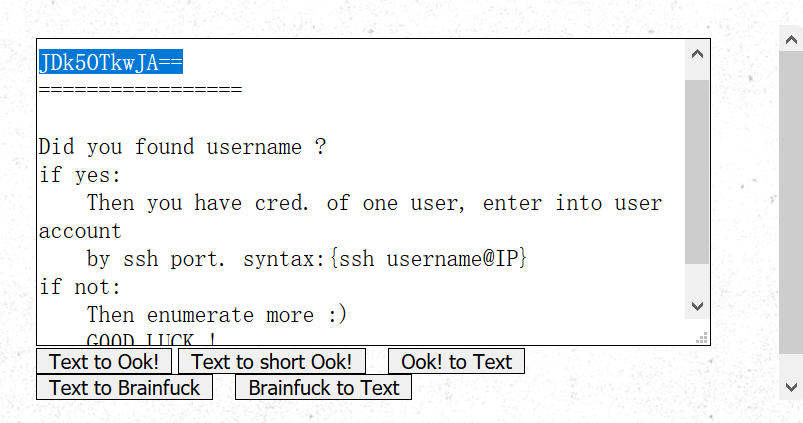 JDk5OTkwJA==
=================
Did you found username ?
if yes:
Then you have cred. of one user, enter into user
account
by ssh port. syntax:{ssh username@IP}
if not:
Then enumerate more :)
GOOD LUCK !
Text to Ook! Text to short Ook! Ook! to Text
Text to Brainfuck Brainfuck to Text